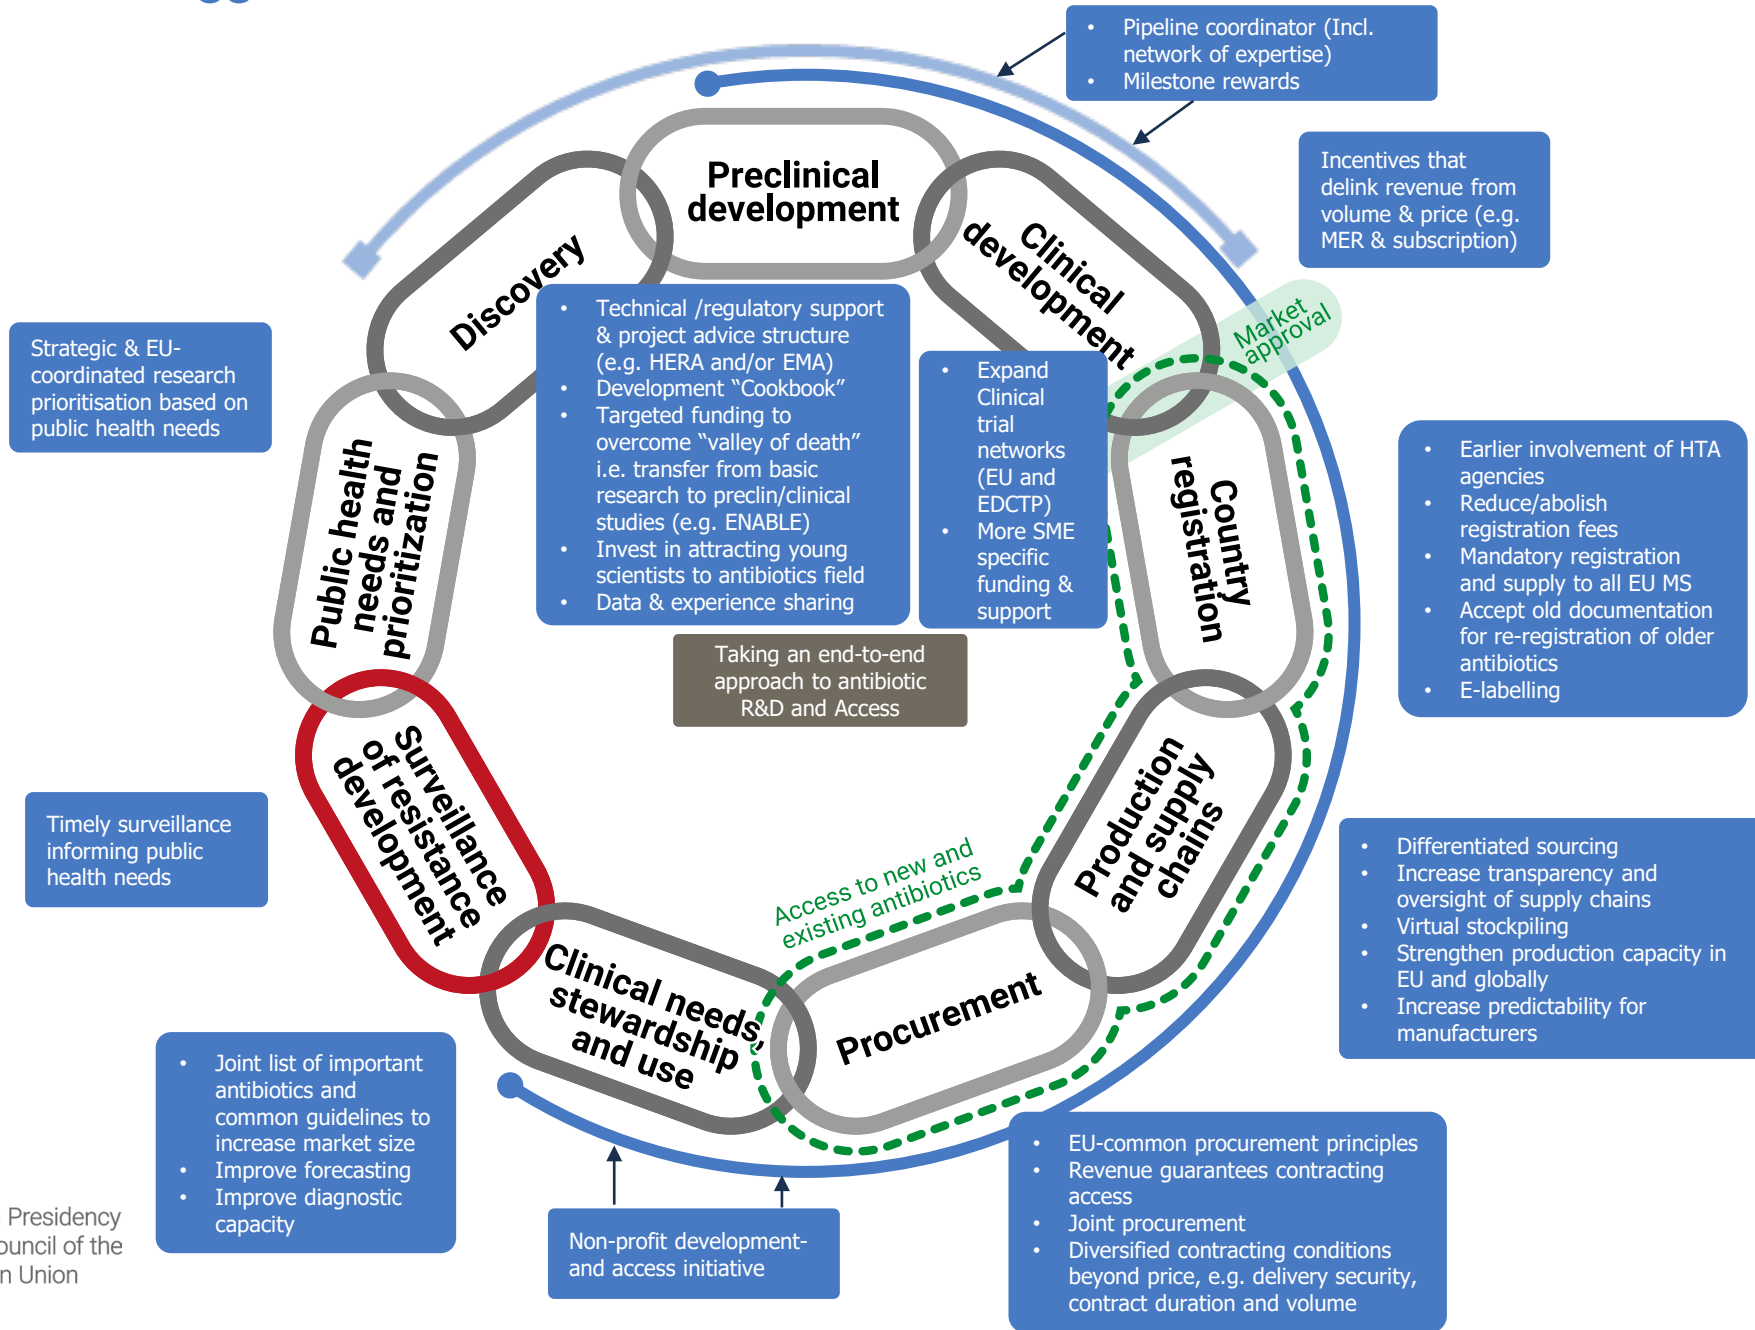 • Pipeline coordinator (Incl.
network of expertise)
• Milestone rewards
Incentives that
delink revenue from
volume & price (e.g.
MER & subscription)
Preclinical
development
Clinical
development
Discovery
Market
approval
Strategic & EU-
coordinated research
prioritisation based on
public health needs
• Technical /regulatory support
& project advice structure
(e.g. HERA and/or EMA)
• Development “Cookbook”
• Targeted funding to
overcome “valley of death”
i.e. transfer from basic
research to preclin/clinical
studies (e.g. ENABLE)
• Invest in attracting young
scientists to antibiotics field
• Data & experience sharing
• Expand
Clinical
trial
networks
(EU and
EDCTP)
• More SME
specific
funding &
support
Public health
needs and
prioritization
Country
registration
• Earlier involvement of HTA
agencies
• Reduce/abolish
registration fees
• Mandatory registration
and supply to all EU MS
• Accept old documentation
for re-registration of older
antibiotics
• E-labelling
Taking an end-to-end
approach to antibiotic
R&D and Access
Surveillance
of resistance
development
Production
and supply
chains
Timely surveillance
informing public
health needs
• Differentiated sourcing
• Increase transparency and
oversight of supply chains
• Virtual stockpiling
• Strengthen production capacity in
EU and globally
• Increase predictability for
manufacturers
Access to new and
existing antibiotics
Clinical needs,
stewardship
and use
Procurement
• Joint list of important
antibiotics and
common guidelines to
increase market size
• Improve forecasting
• Improve diagnostic
capacity
• EU-common procurement principles
• Revenue guarantees contracting
access
• Joint procurement
• Diversified contracting conditions
beyond price, e.g. delivery security,
contract duration and volume
Non-profit development-
and access initiative
Presidency
ouncil of the
n Union